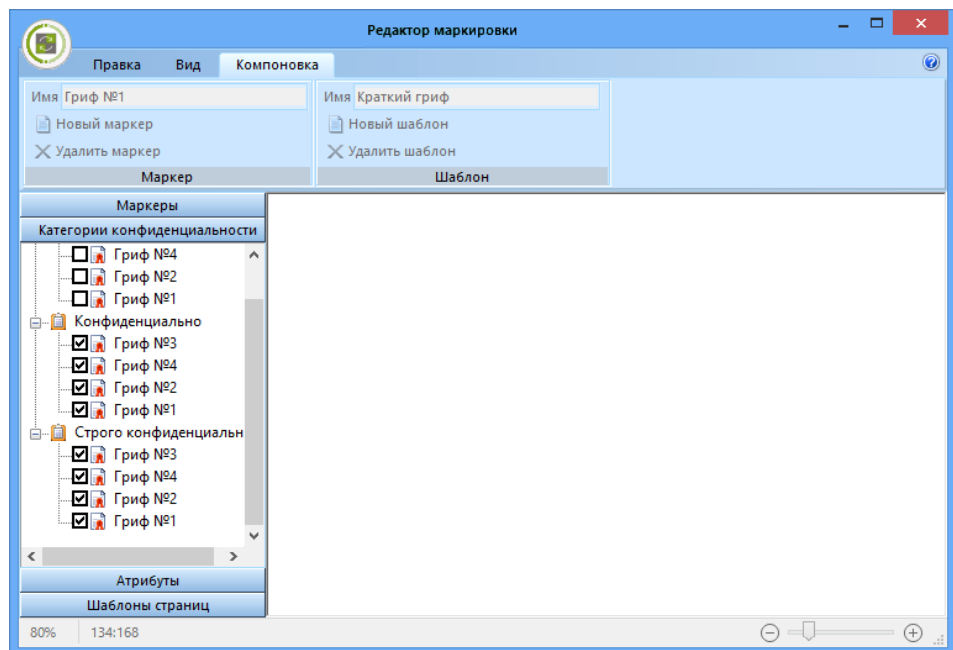 Редактор маркировки
Правка Вид Компоновка
Имя Гриф №1
Новый маркер
Удалить маркер
Маркер
Имя Краткий гриф
Новый шаблон
Удалить шаблон
Шаблон
Маркеры
Категории конфиденциальности
Гриф №4
Гриф №2
Гриф №1
Конфиденциально
Гриф №3
Гриф №4
Гриф №2
Гриф №1
Строго конфиденциальн
Гриф №3
Гриф №4
Гриф №2
Гриф №1
Атрибуты
Шаблоны страниц
80% 134:168